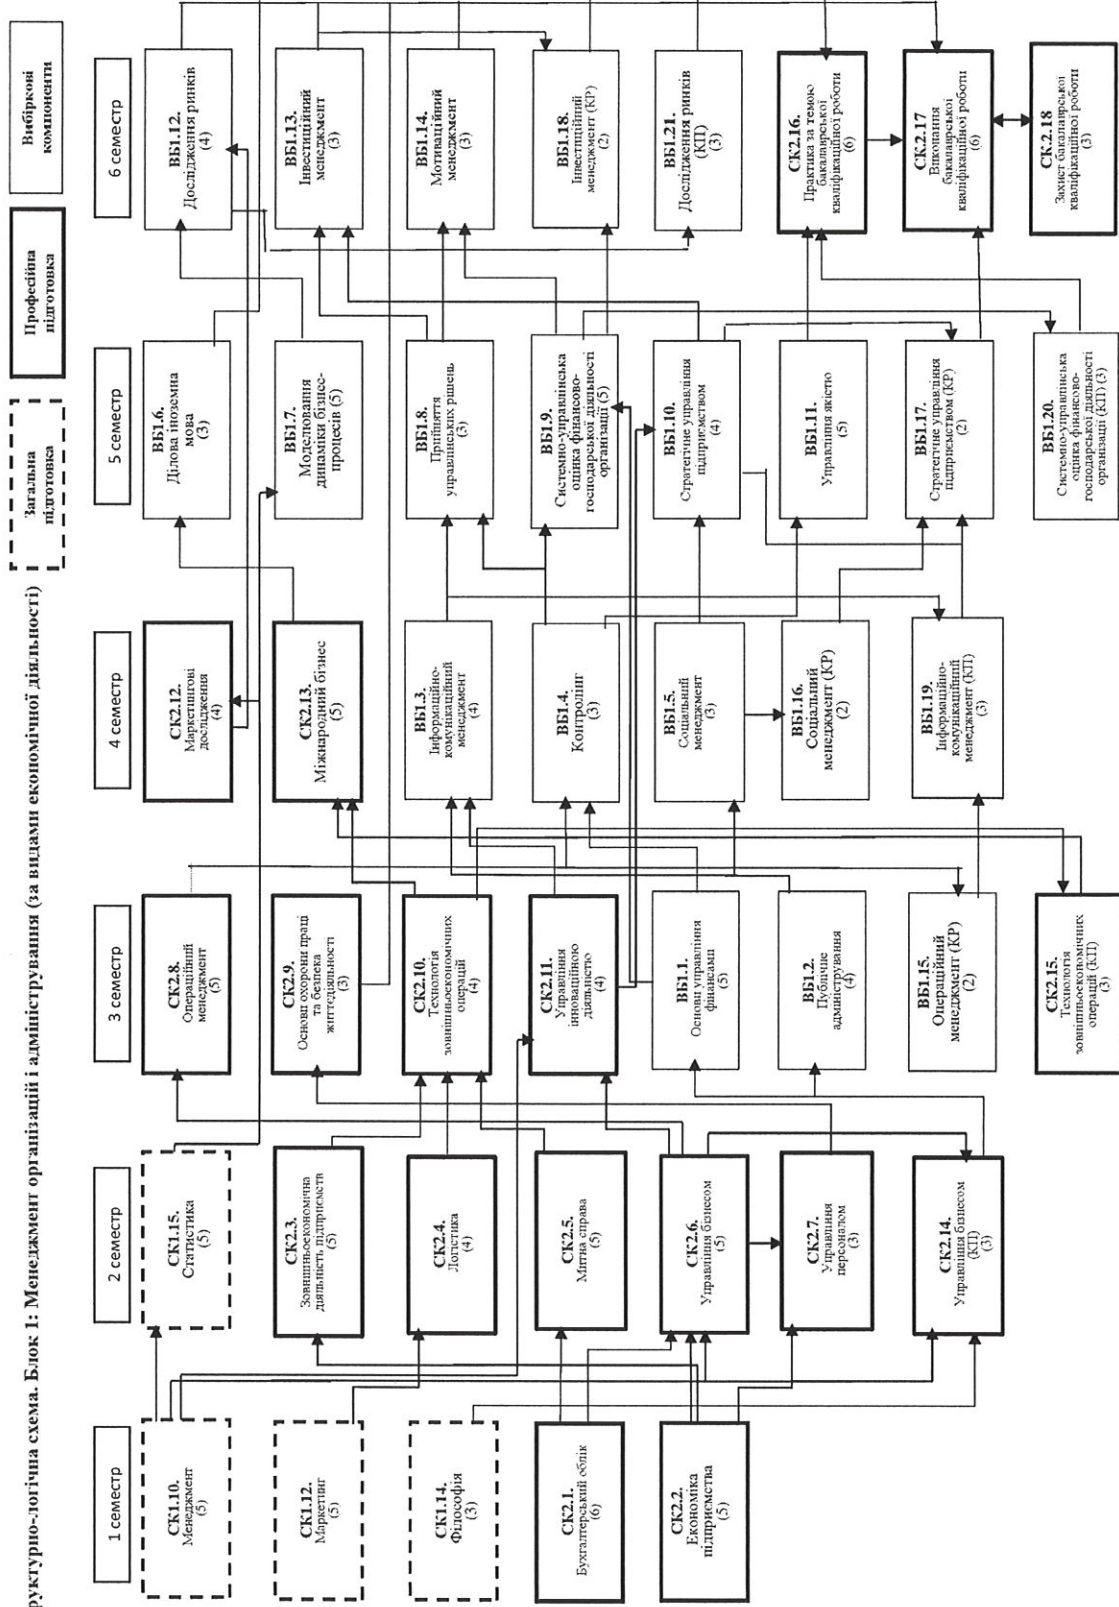 руктурно-логічна схема. Блок 1: Менеджмент організацій і адміністрування (за видами економічної діяльності)
Загальна
підготовка
Професійна
підготовка
Вибіркові
компоненти
1 семестр
СК1.10.
Менеджмент
(5)
СК1.12.
Маркетинг
(5)
СК1.14.
Філософія
(3)
СК2.1.
Бухгалтерський облік
(6)
СК2.2.
Економіка
підприємства
(5)
2 семестр
СК1.15.
Статистика
(5)
СК2.3.
Зовнішньоекономічна
діяльність підприємств
(5)
СК2.4.
Логістика
(4)
СК2.5.
Митна справа
(5)
СК2.6.
Управління бізнесом
(5)
СК2.7.
Управління
персоналом
(3)
СК2.14.
Управління бізнесом
(КП)
(3)
3 семестр
СК2.8.
Операційний
менеджмент
(5)
СК2.9.
Основи охорони праці
та безпека
життєдіяльності
(3)
СК2.10.
Технологія
зовнішньоекономічних
операцій
(4)
СК2.11.
Управління
інноваційною
діяльністю
(4)
ВБ1.1.
Основи управління
фінансами
(5)
ВБ1.2.
Публічне
адміністрування
(4)
ВБ1.15.
Операційний
менеджмент (КР)
(2)
СК2.15.
Технологія
зовнішньоекономічних
операцій (КП)
(3)
4 семестр
СК2.12.
Маркетингові
дослідження
(4)
СК2.13.
Міжнародний бізнес
(5)
ВБ1.3.
Інформаційно-
комунікаційний
менеджмент
(4)
ВБ1.4.
Контролінг
(3)
ВБ1.5.
Соціальний
менеджмент
(3)
ВБ1.16.
Соціальний
менеджмент (КР)
(2)
ВБ1.19.
Інформаційно-
комунікаційний
менеджмент (КП)
(3)
5 семестр
ВБ1.6.
Ділова іноземна
мова
(3)
ВБ1.7.
Моделювання
динаміки бізнес-
процесів (5)
ВБ1.8.
Прийняття
управлінських рішень
(3)
ВБ1.9.
Системно-управлінська
оцінка фінансово-
господарської діяльності
організації (5)
ВБ1.10.
Стратегічне управління
підприємством
(4)
ВБ1.11.
Управління якістю
(5)
ВБ1.17.
Стратегічне управління
підприємством (КР)
(2)
ВБ1.20.
Системно-управлінська
оцінка фінансово-
господарської діяльності
організації (КП) (3)
6 семестр
ВБ1.12.
Дослідження ринків
(4)
ВБ1.13.
Інвестиційний
менеджмент
(3)
ВБ1.14.
Мотиваційний
менеджмент
(3)
ВБ1.18.
Інвестиційний
менеджмент (КР)
(2)
ВБ1.21.
Дослідження ринків
(КП)
(3)
СК2.16.
Практика за темою
бакалаврської
кваліфікаційної роботи
(6)
СК2.17
Виконання
бакалаврської
кваліфікаційної роботи
(6)
СК2.18
Захист бакалаврської
кваліфікаційної роботи
(3)